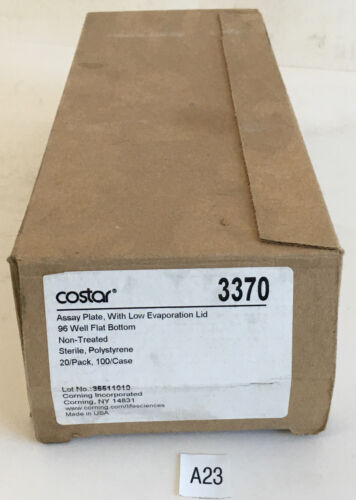 costar® 3370
Assay Plate, With Low Evaporation Lid
96 Well Flat Bottom
Non-Treated
Sterile, Polystyrene
20/Pack, 100/Case
Lot No.:35511010
Corning Incorporated
Corning, NY 14831
www.corning.com/lifesciences
Made in USA
A23